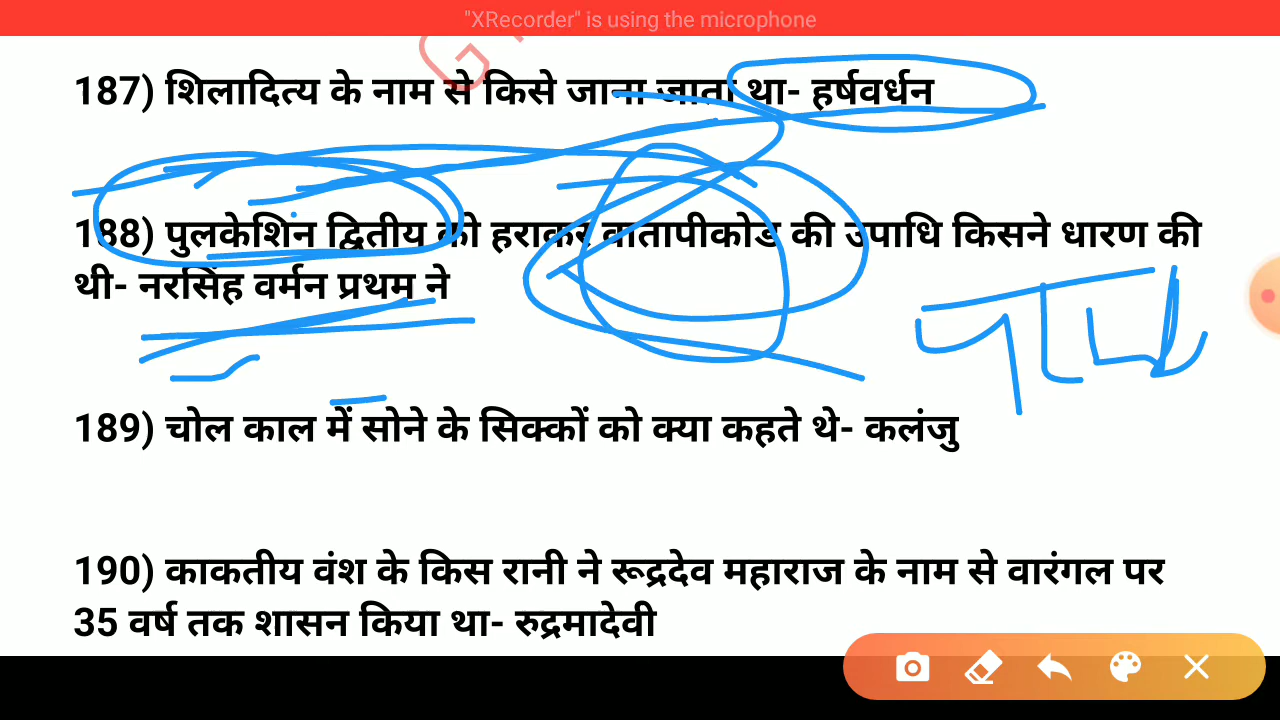 "XRecorder" is using the microphone
187) शिलादित्य के नाम से किसे जाना जाता था- हर्षवर्धन
188) पुलकेशिन द्वितीय को हराकर वातापीकोड की उपाधि किसने धारण की
थी- नरसिंह वर्मन प्रथम ने
189) चोल काल में सोने के सिक्कों को क्या कहते थे- कलंजु
190) काकतीय वंश के किस रानी ने रूद्रदेव महाराज के नाम से वारंगल पर
35 वर्ष तक शासन किया था- रुद्रमादेवी